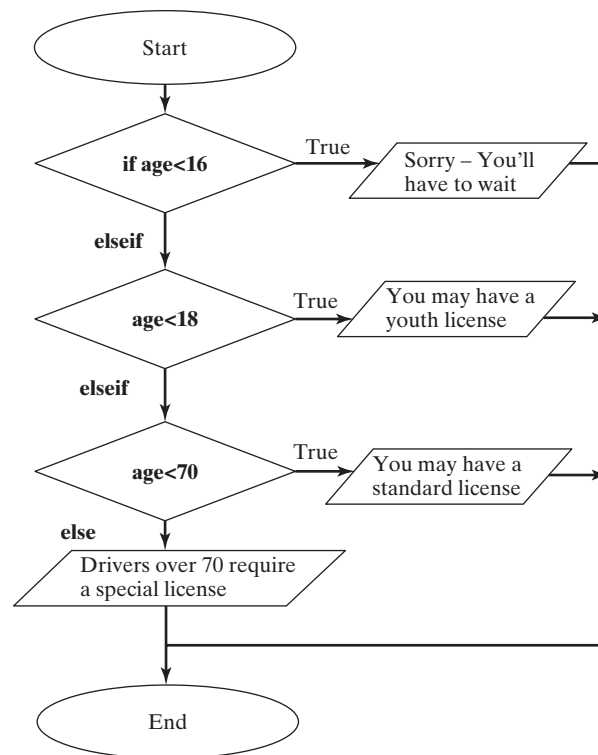 Start
if age<16
True
Sorry – You'll
have to wait
elseif
age<18
True
You may have a
youth license
elseif
age<70
True
You may have a
standard license
else
Drivers over 70 require
a special license
End